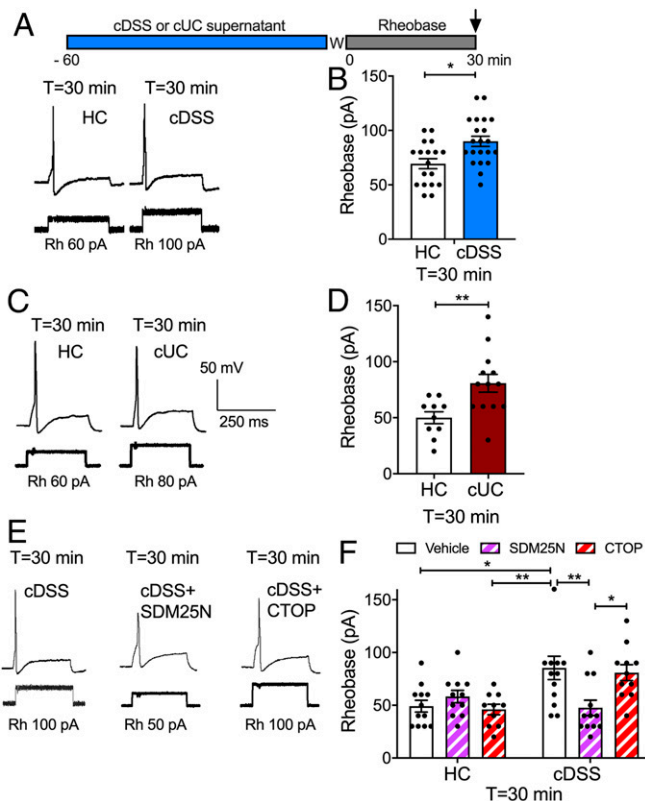 A
cDSS or cUC supernatant
W
Rheobase
- 60
0
30 min
T=30 min
T=30 min
HC
cDSS
Rh 60 pA
Rh 100 pA
B
*
Rheobase (pA)
150
100
50
0
HC
cDSS
T=30 min
C
T=30 min
T=30 min
HC
cUC
50 mV
250 ms
Rh 60 pA
Rh 80 pA
D
**
Rheobase (pA)
150
100
50
0
HC
cUC
T=30 min
E
T=30 min
T=30 min
T=30 min
cDSS
cDSS+
SDM25N
cDSS+
CTOP
Rh 100 pA
Rh 50 pA
Rh 100 pA
F
Vehicle
SDM25N
CTOP
*
**
**
*
Rheobase (pA)
150
100
50
0
HC
cDSS
T=30 min